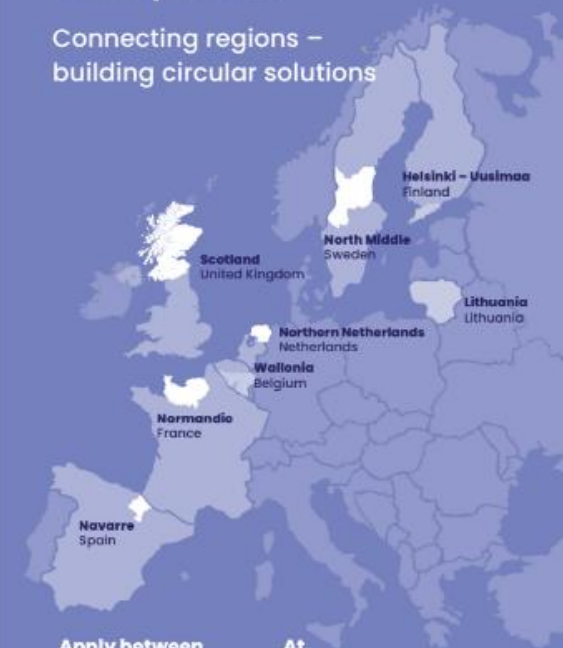 Connecting regions –
building circular solutions
Helsinki – Uusimaa
Finland
North Middle
Sweden
Scotland
United Kingdom
Lithuania
Lithuania
Northern Netherlands
Netherlands
Wallonia
Belgium
Normandie
France
Navarre
Spain
Apply between
At